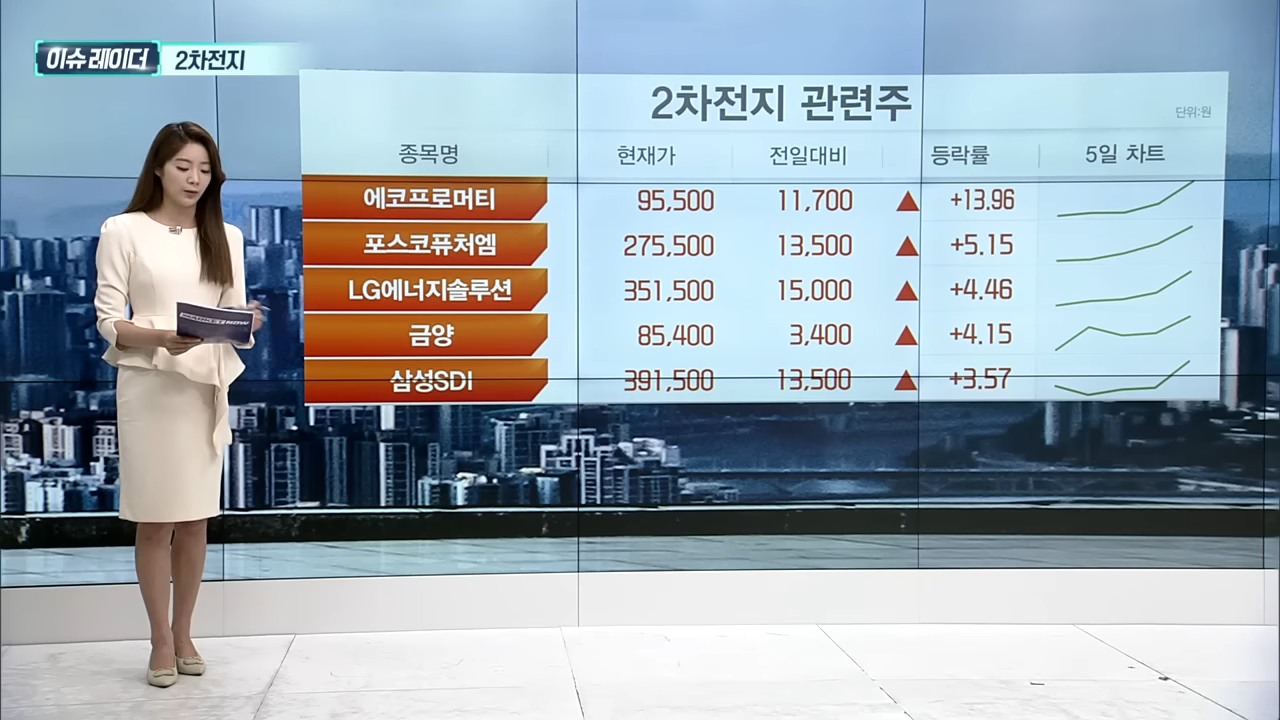 이슈 레이더 2차전지
2차전지 관련주
단위:원
종목명 현재가 전일대비 등락률 5일 차트
에코프로머티 95,500 11,700 ▲ +13.96
포스코퓨처엠 275,500 13,500 ▲ +5.15
LG에너지솔루션 351,500 15,000 ▲ +4.46
금양 85,400 3,400 ▲ +4.15
삼성SDI 391,500 13,500 ▲ +3.57
MARKET NOW